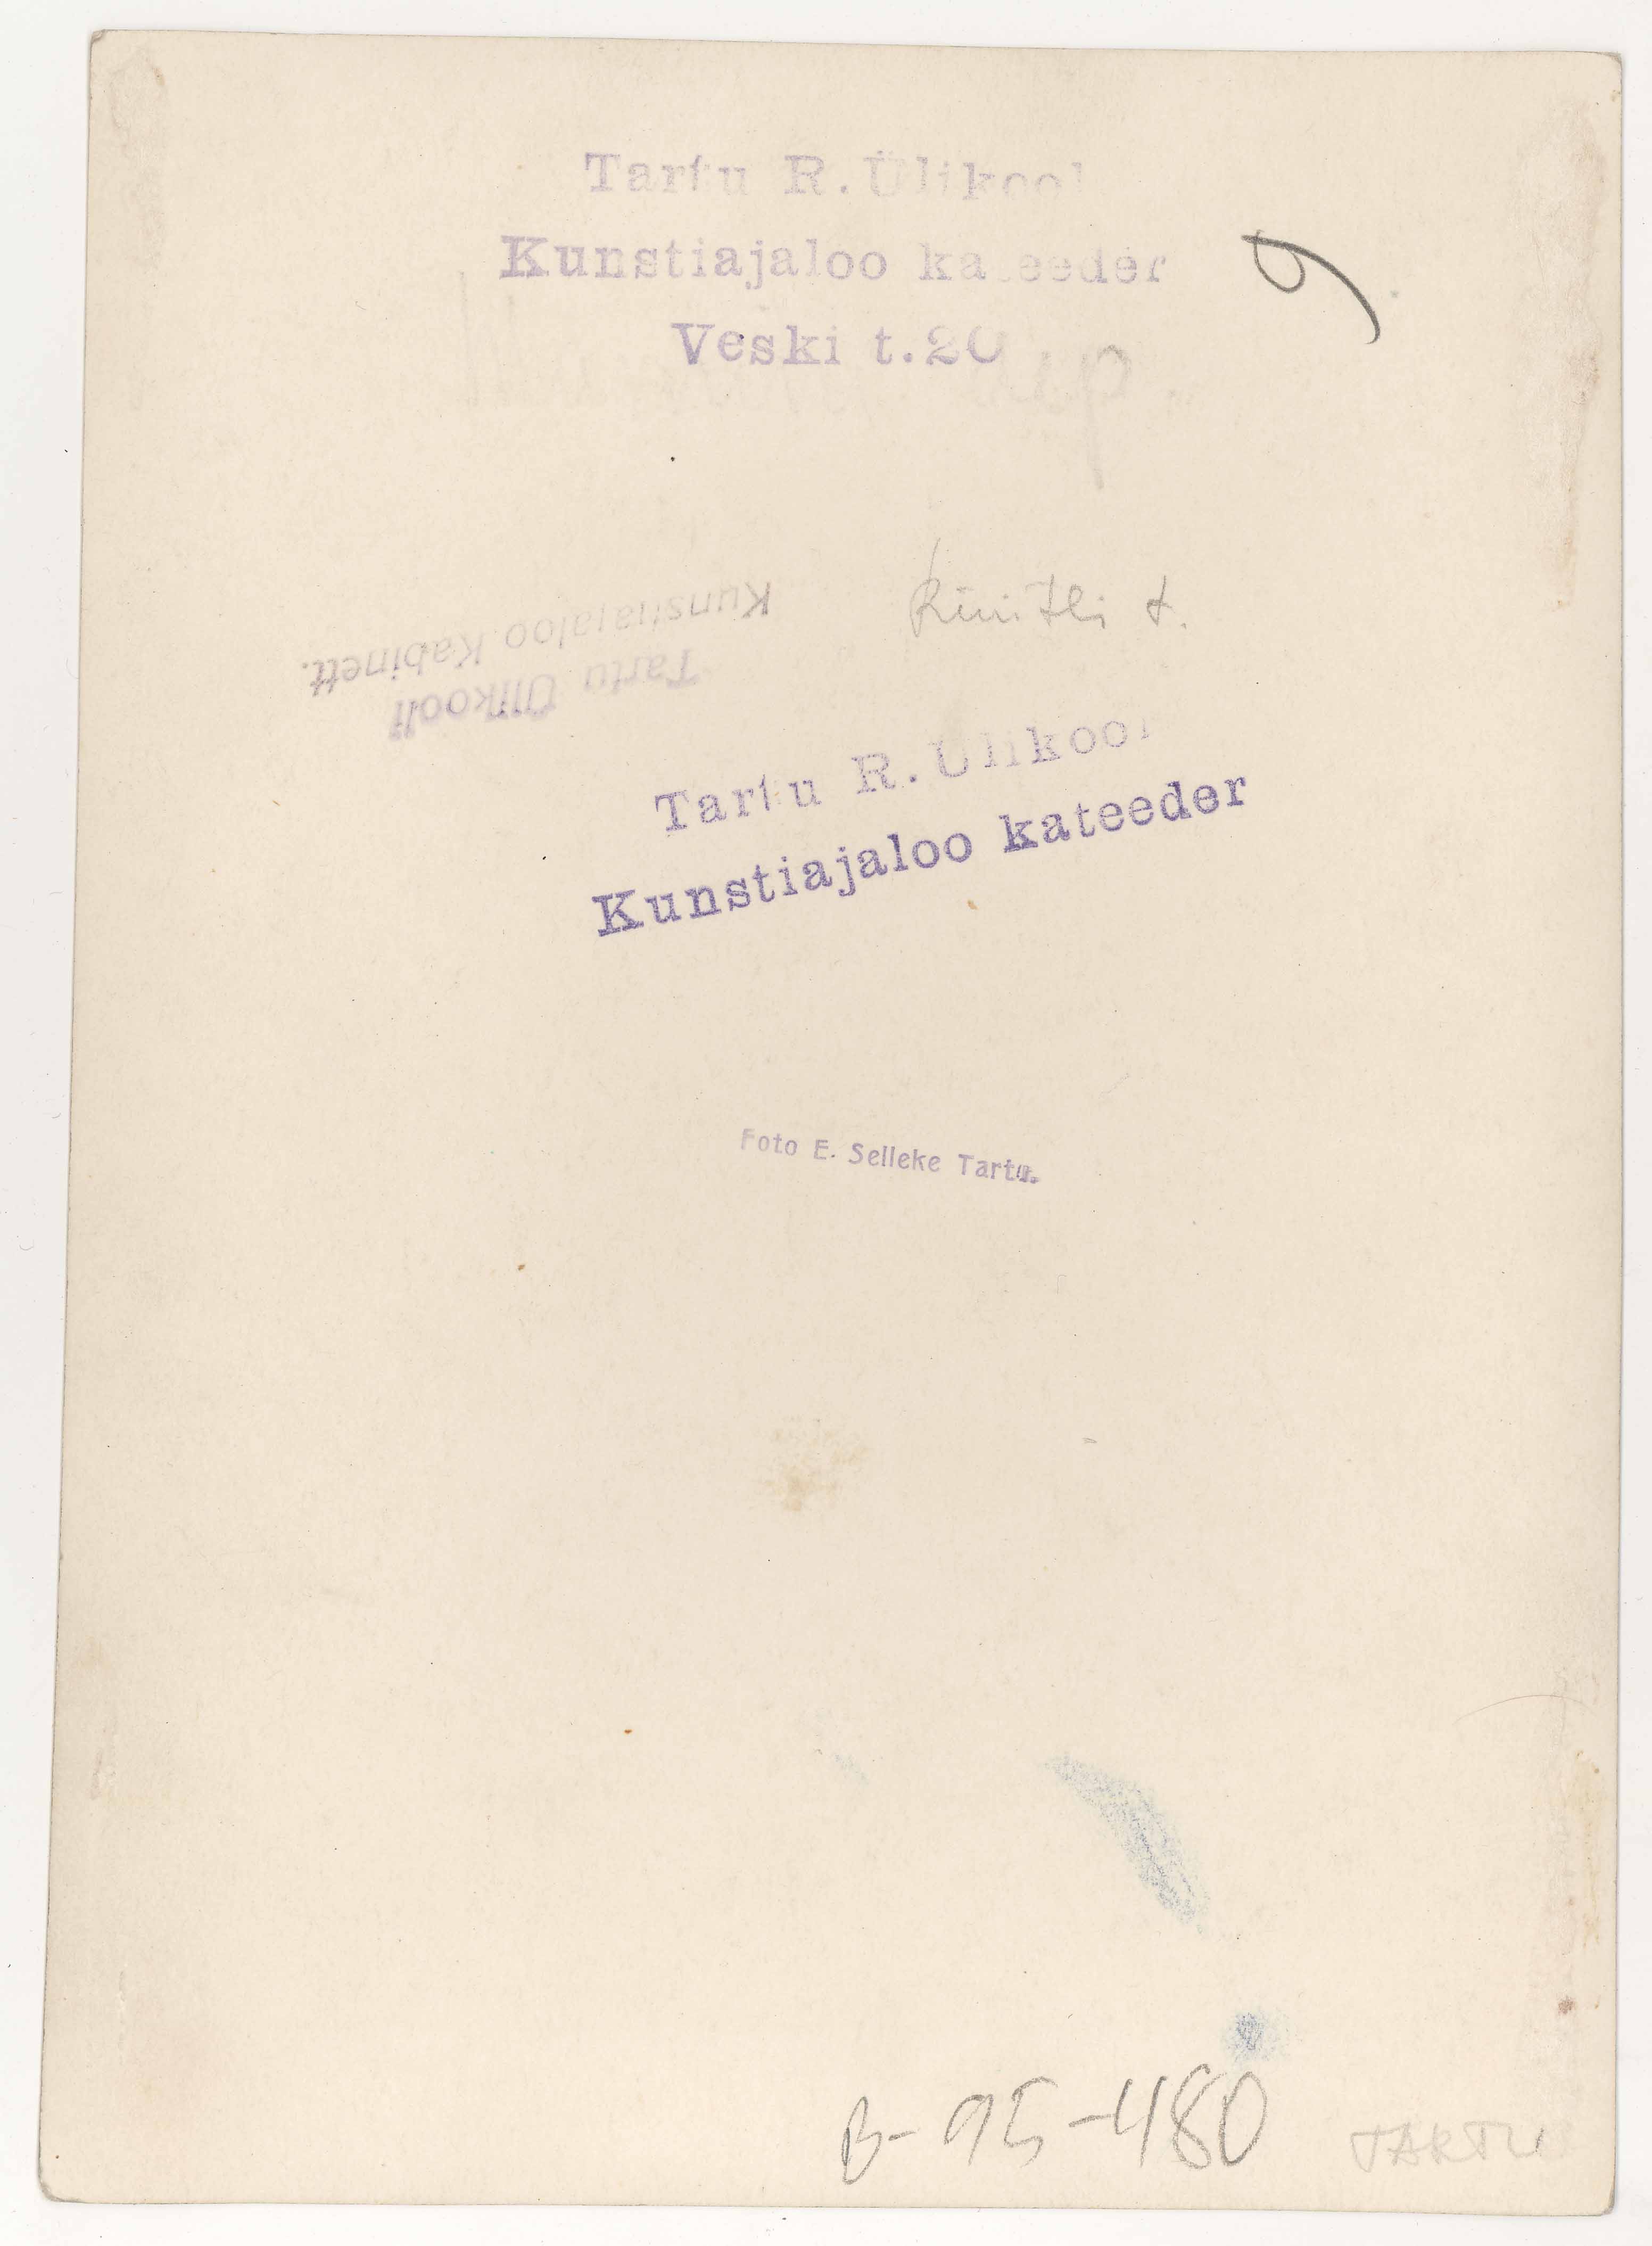 Tartu R. Ülikool
Kunstiajaloo kateeder
Veski t. 20
Rüütli t.
Tartu Ülikooli
Kunstiajaloo Kabinett.
Tartu R. Ülikool
Kunstiajaloo kateeder
Foto E. Selleke Tartu.
B-95-480
TARTU